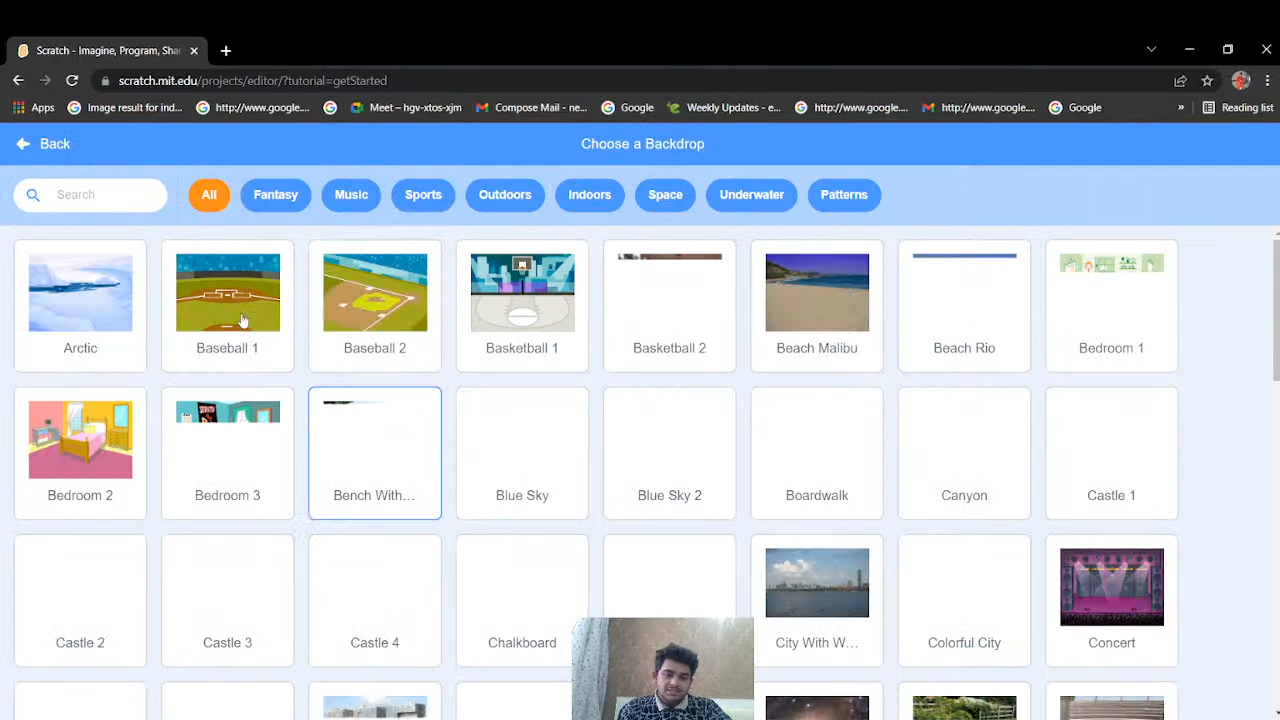 Scratch - Imagine, Program, Sha
scratch.mit.edu/projects/editor/?tutorial=getStarted
Apps Image result for ind... http://www.google.... Meet – hgv-xtos-xjm Compose Mail - ne... Google Weekly Updates - e... http://www.google.... http://www.google.... Google » Reading list
Back Choose a Backdrop
Search All Fantasy Music Sports Outdoors Indoors Space Underwater Patterns
Arctic Baseball 1 Baseball 2 Basketball 1 Basketball 2 Beach Malibu Beach Rio Bedroom 1
Bedroom 2 Bedroom 3 Bench With... Blue Sky Blue Sky 2 Boardwalk Canyon Castle 1
Castle 2 Castle 3 Castle 4 Chalkboard City With W... Colorful City Concert